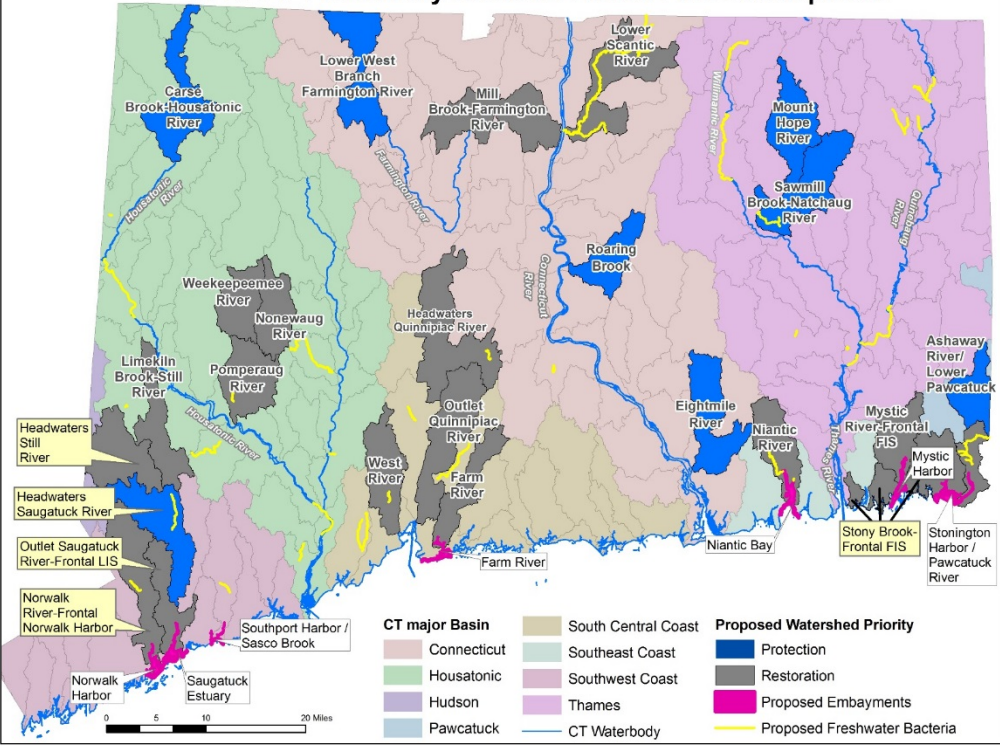 Lower
Scantic
River
Lower West
Branch
Farmington River
Carse
Brook-Housatonic
River
Mill
Brook-Farmington
River
Willimantic River
Mount
Hope
River
Housatonic
River
Farmington River
Sawmill
Brook-Natchaug
River
Quinebaug
River
Roaring
Brook
Connecticut
River
Weekeepeemee
River
Nonewaug
River
Headwaters
Quinnipiac River
Limekiln
Brook-Still
River
Pomperaug
River
Ashaway
River/
Lower
Pawcatuck
Housatonic River
Outlet
Quinnipiac
River
Eightmile
River
Niantic
River
Mystic
River-Frontal
FIS
Thames River
Headwaters
Still
River
West
River
Farm
River
Mystic
Harbor
Headwaters
Saugatuck River
Outlet Saugatuck
River-Frontal LIS
Niantic Bay
Stony Brook-
Frontal FIS
Stonington
Harbor /
Pawcatuck
River
Farm River
Norwalk
River-Frontal
Norwalk Harbor
Southport Harbor /
Sasco Brook
Norwalk
Harbor
Saugatuck
Estuary
0 5 10 20 Miles
CT major Basin
Connecticut
Housatonic
Hudson
Pawcatuck
South Central Coast
Southeast Coast
Southwest Coast
Thames
CT Waterbody
Proposed Watershed Priority
Protection
Restoration
Proposed Embayments
Proposed Freshwater Bacteria